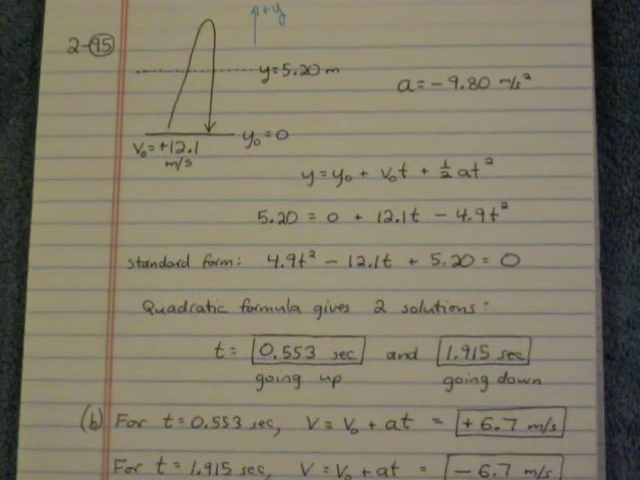 +y
2-95
y=5.20 m
a = -9.80 m/s²
y₀=0
V₀=+12.1 m/s
y = y₀ + v₀t + ½ at²
5.20 = 0 + 12.1t - 4.9t²
standard form: 4.9t² - 12.1t + 5.20 = 0
Quadratic formula gives 2 solutions:
t = 0.553 sec and 1.915 sec
going up going down
(b) For t=0.553 sec, V = V₀ + at = +6.7 m/s
For t = 1.915 sec, V = V₀ + at = -6.7 m/s